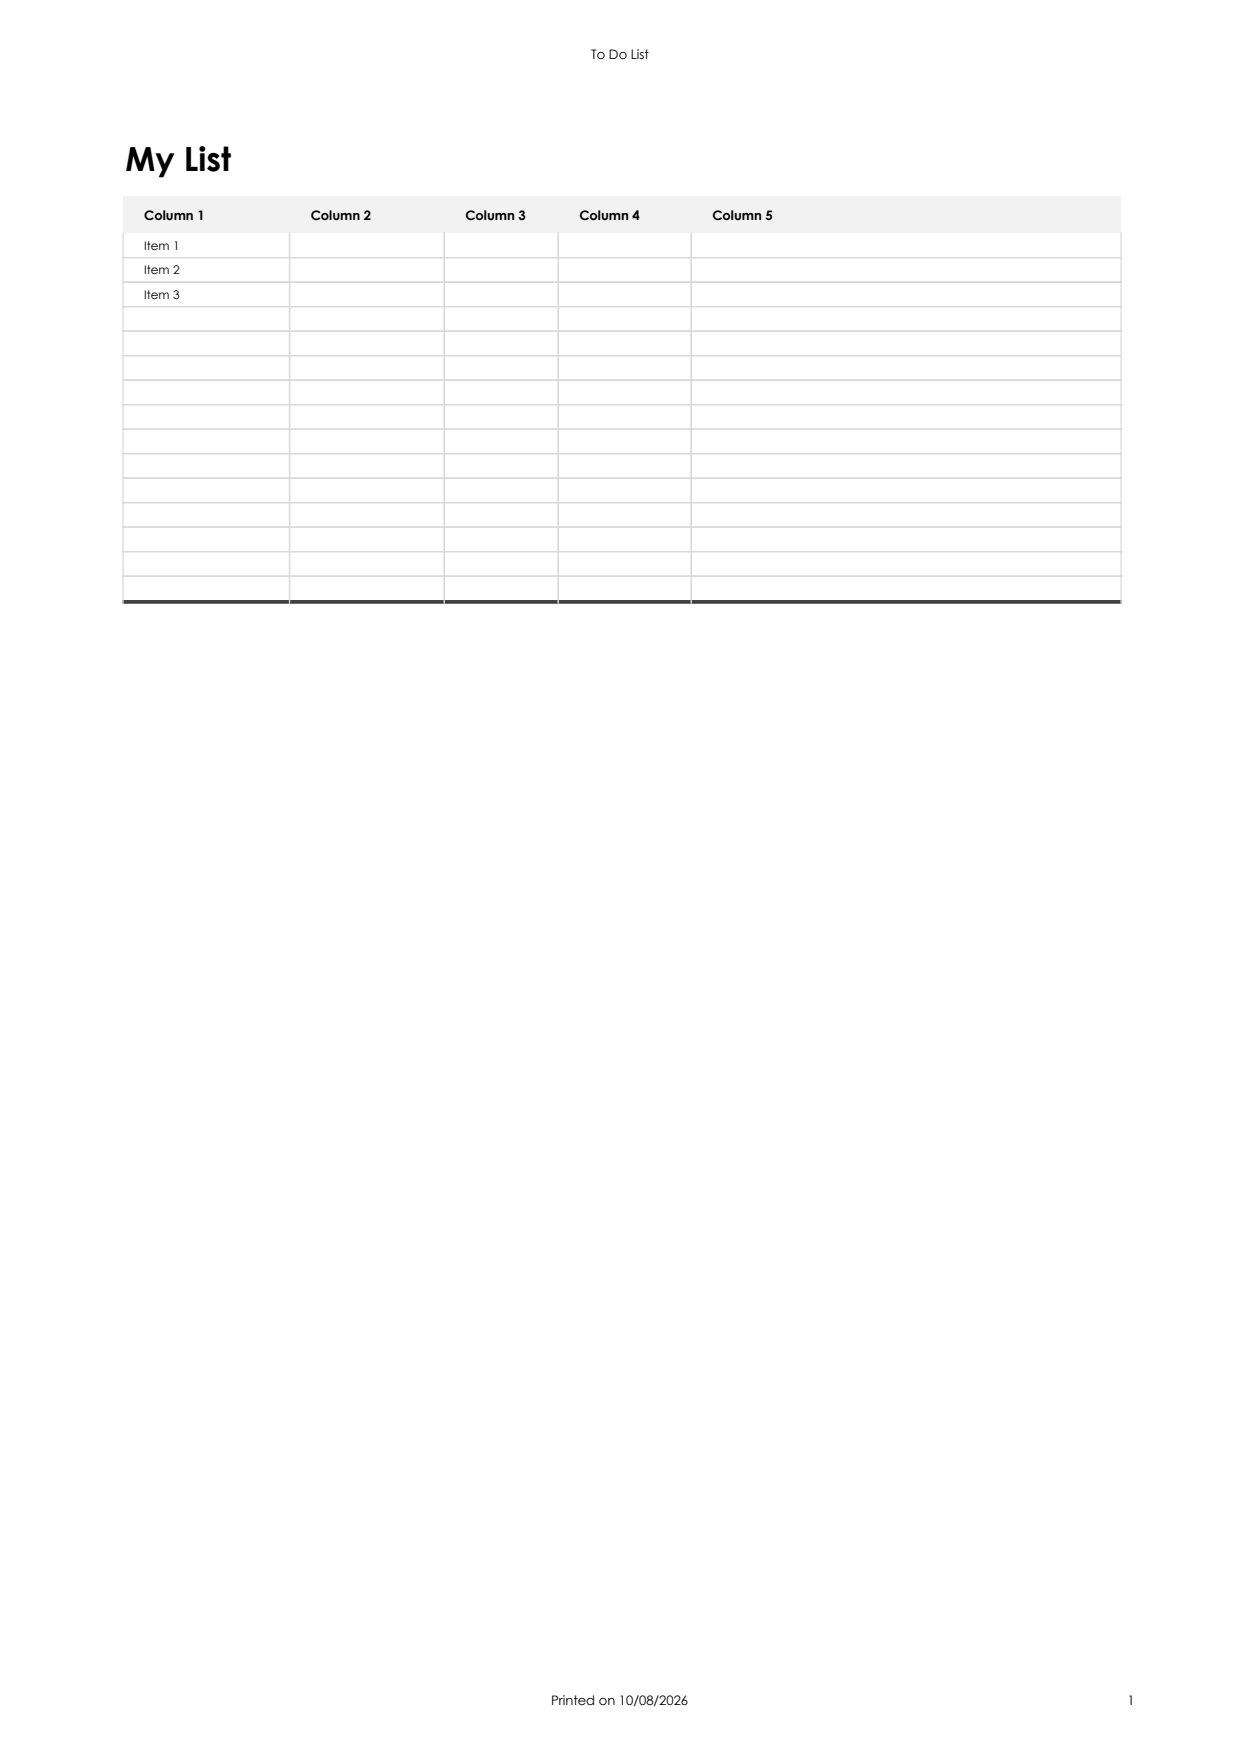 To Do List
My List
Column 1 Column 2 Column 3 Column 4 Column 5
Item 1
Item 2
Item 3
Printed on 10/08/2026 1